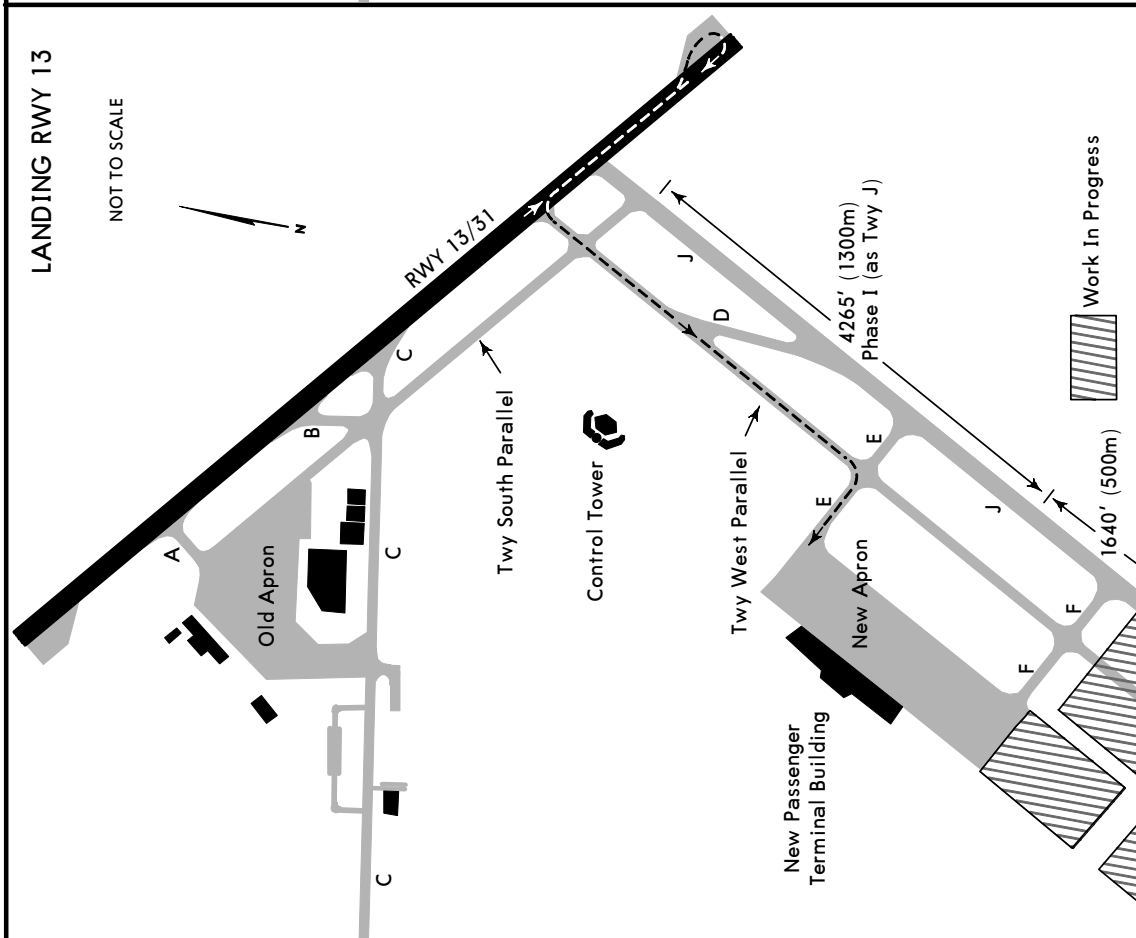 LANDING RWY 13
NOT TO SCALE
N
RWY 13/31
A
B
C
Old Apron
C
C
Twy South Parallel
Control Tower
Twy West Parallel
J
D
4265' (1300m)
Phase I (as Twy J)
E
E
J
1640' (500m)
New Apron
F
F
New Passenger
Terminal Building
Work In Progress